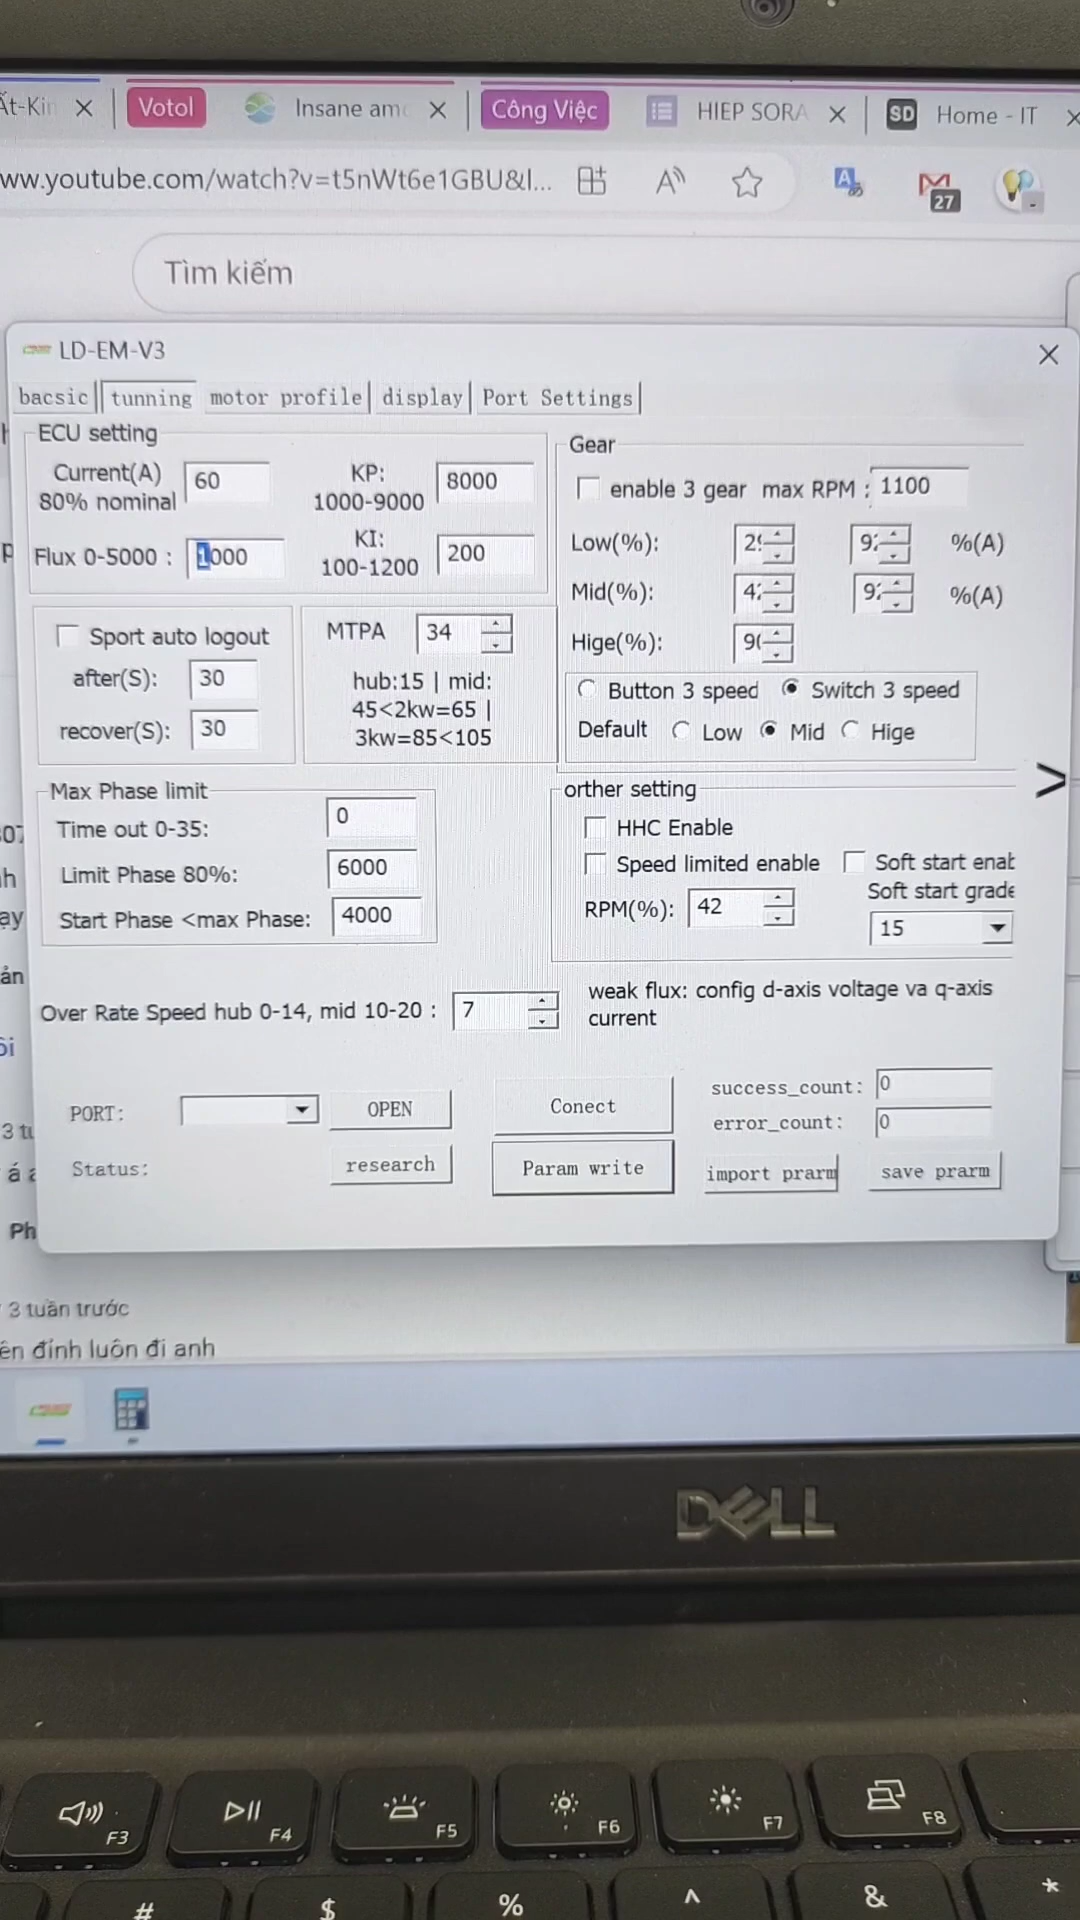 Votol
Insane am
Công Việc
HIEP SORA
SD
Home - IT
ww.youtube.com/watch?v=t5nWt6e1GBU&l...
27
Tìm kiếm
LD-EM-V3
bacsic
tunning
motor profile
display
Port Settings
ECU setting
Current(A)
80% nominal
60
KP:
1000-9000
8000
Flux 0-5000 :
1000
KI:
100-1200
200
Gear
enable 3 gear
max RPM :
1100
Low(%):
%(A)
Mid(%):
%(A)
Hige(%):
Button 3 speed
Switch 3 speed
Default
Low
Mid
Hige
Sport auto logout
after(S):
30
recover(S):
30
MTPA
34
hub:15 | mid:
45<2kw=65 |
3kw=85<105
Max Phase limit
Time out 0-35:
0
Limit Phase 80%:
6000
Start Phase <max Phase:
4000
orther setting
HHC Enable
Speed limited enable
Soft start enat
RPM(%):
42
Soft start grade
15
Over Rate Speed hub 0-14, mid 10-20 :
7
weak flux: config d-axis voltage va q-axis
current
PORT:
OPEN
Conect
success_count:
0
error_count:
0
Status:
research
Param write
import prarm
save prarm
3 tuần trước
ên đỉnh luôn đi anh
DELL
F3
F4
F5
F6
F7
F8
#
$
%
^
&
*